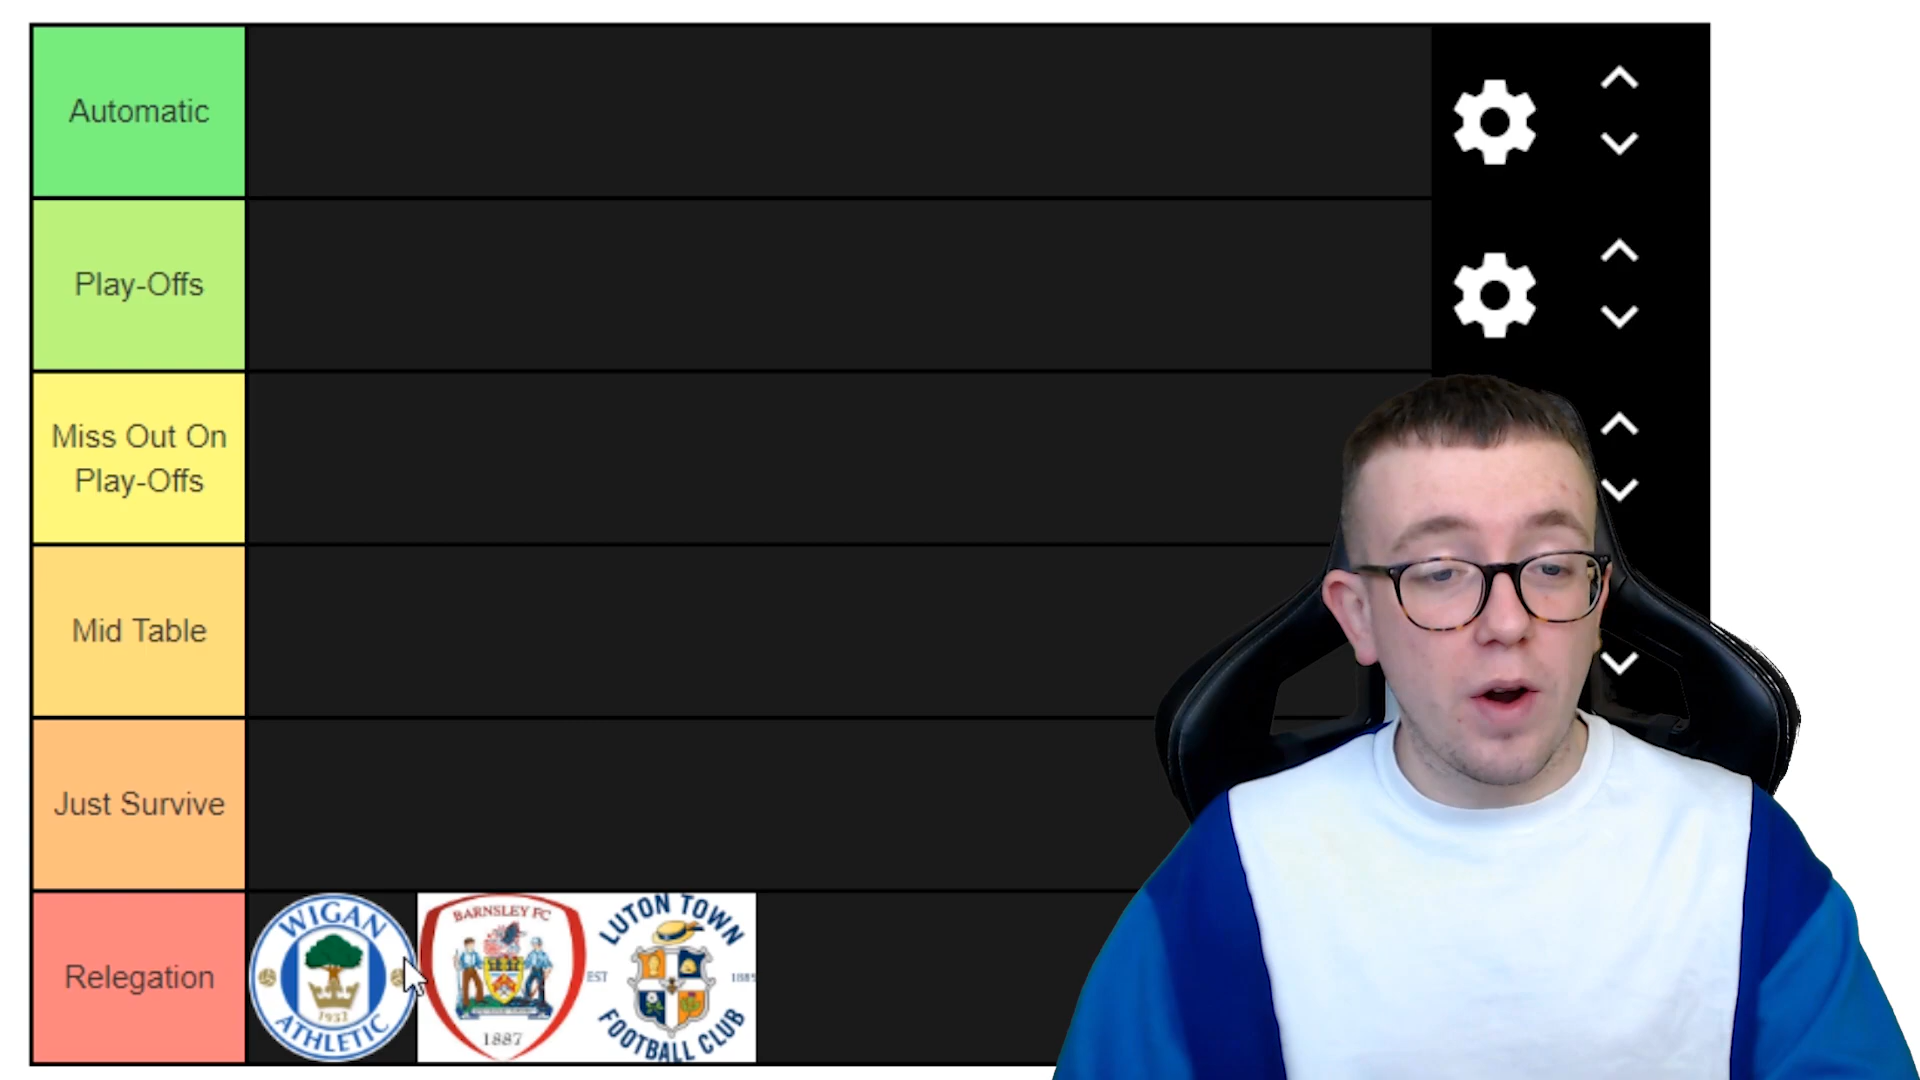 Automatic
Play-Offs
Miss Out On
Play-Offs
Mid Table
Just Survive
Relegation
WIGAN
ATHLETIC
1932
BARNSLEY FC
1887
LUTON TOWN
EST 1885
FOOTBALL CLUB